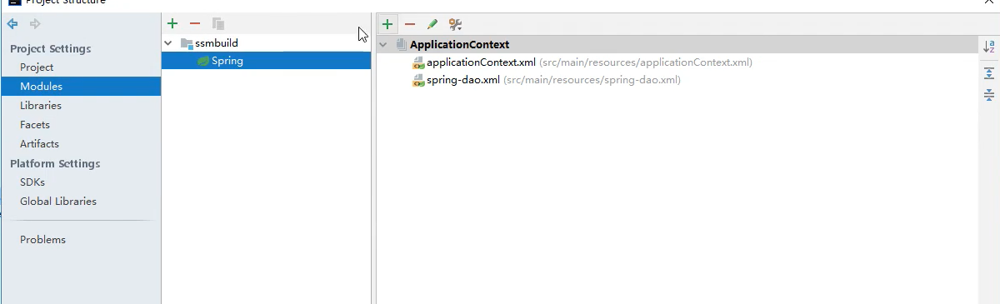 Project Structure
Project Settings
Project
Modules
Libraries
Facets
Artifacts
Platform Settings
SDKs
Global Libraries
Problems
ssmbuild
Spring
ApplicationContext
applicationContext.xml (src/main/resources/applicationContext.xml)
spring-dao.xml (src/main/resources/spring-dao.xml)